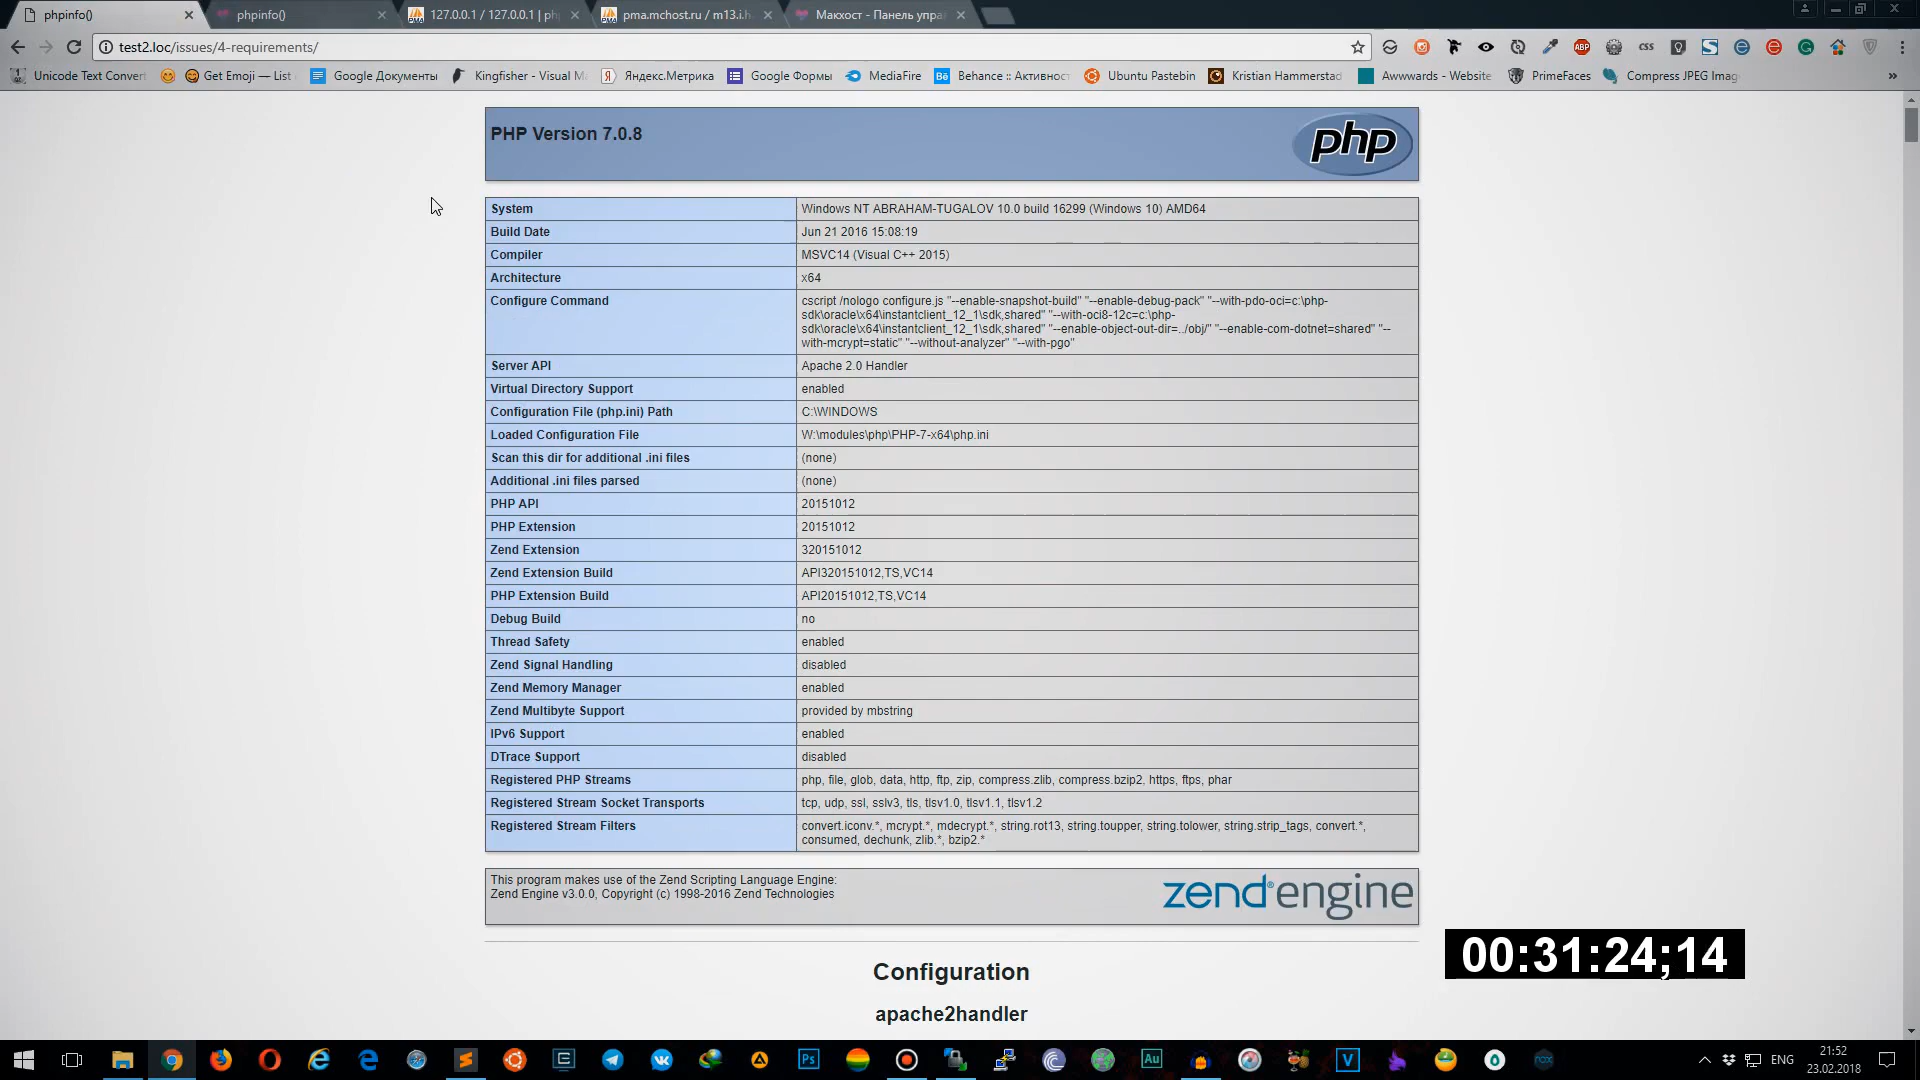 phpinfo()
phpinfo()
127.0.0.1 / 127.0.0.1 | ph
pma.mchost.ru / m13.i.h
Макхост - Панель упра
test2.loc/issues/4-requirements/
Unicode Text Convert
Get Emoji — List
Google Документы
Kingfisher - Visual M
Яндекс.Метрика
Google Формы
MediaFire
Behance :: Активност
Ubuntu Pastebin
Kristian Hammerstad
Awwwards - Website
PrimeFaces
Compress JPEG Imag
PHP Version 7.0.8
php
System Windows NT ABRAHAM-TUGALOV 10.0 build 16299 (Windows 10) AMD64
Build Date Jun 21 2016 15:08:19
Compiler MSVC14 (Visual C++ 2015)
Architecture x64
Configure Command cscript /nologo configure.js "--enable-snapshot-build" "--enable-debug-pack" "--with-pdo-oci=c:\php-
sdk\oracle\x64\instantclient_12_1\sdk,shared" "--with-oci8-12c=c:\php-
sdk\oracle\x64\instantclient_12_1\sdk,shared" "--enable-object-out-dir=../obj/" "--enable-com-dotnet=shared" "--
with-mcrypt=static" "--without-analyzer" "--with-pgo"
Server API Apache 2.0 Handler
Virtual Directory Support enabled
Configuration File (php.ini) Path C:\WINDOWS
Loaded Configuration File W:\modules\php\PHP-7-x64\php.ini
Scan this dir for additional .ini files (none)
Additional .ini files parsed (none)
PHP API 20151012
PHP Extension 20151012
Zend Extension 320151012
Zend Extension Build API320151012,TS,VC14
PHP Extension Build API20151012,TS,VC14
Debug Build no
Thread Safety enabled
Zend Signal Handling disabled
Zend Memory Manager enabled
Zend Multibyte Support provided by mbstring
IPv6 Support enabled
DTrace Support disabled
Registered PHP Streams php, file, glob, data, http, ftp, zip, compress.zlib, compress.bzip2, https, ftps, phar
Registered Stream Socket Transports tcp, udp, ssl, sslv3, tls, tlsv1.0, tlsv1.1, tlsv1.2
Registered Stream Filters convert.iconv.*, mcrypt.*, mdecrypt.*, string.rot13, string.toupper, string.tolower, string.strip_tags, convert.*,
consumed, dechunk, zlib.*, bzip2.*
This program makes use of the Zend Scripting Language Engine:
Zend Engine v3.0.0, Copyright (c) 1998-2016 Zend Technologies
zend engine
00:31:24;14
Configuration
apache2handler
ENG
21:52
23.02.2018